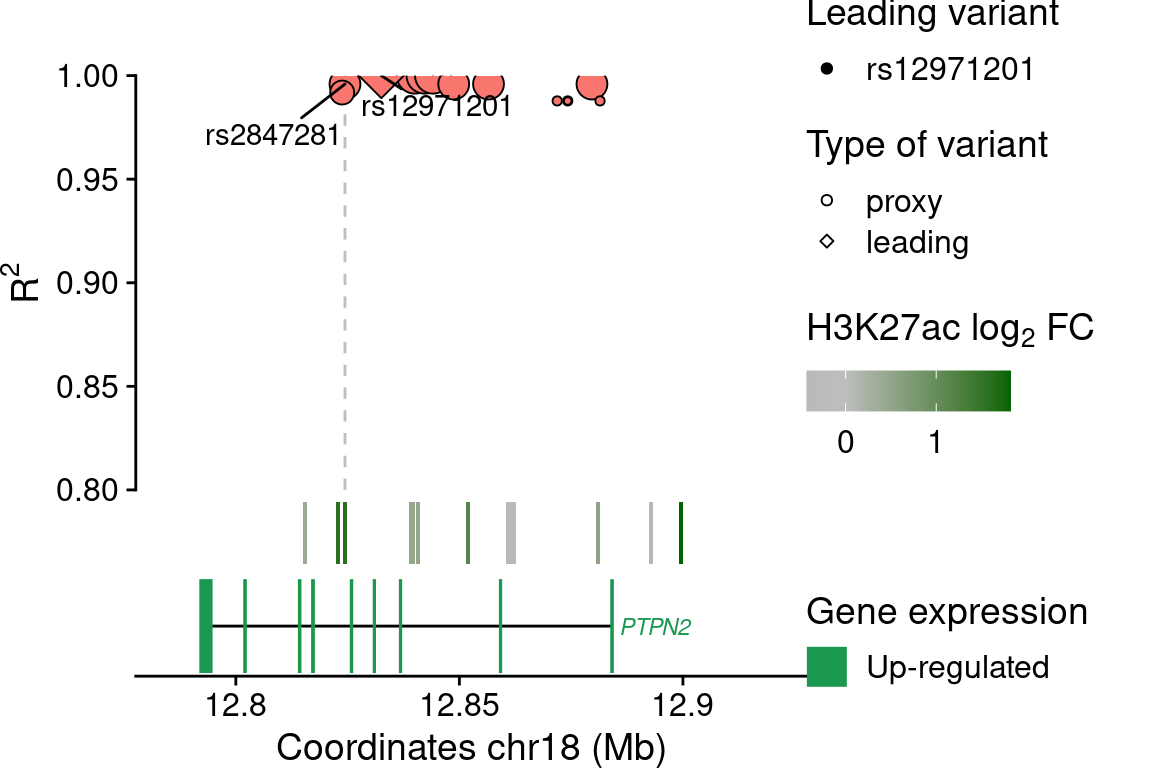 Leading variant
rs12971201
Type of variant
proxy
leading
H3K27ac log₂ FC
0 1
Gene expression
Up-regulated
R²
1.00
0.95
0.90
0.85
0.80
rs2847281
rs12971201
PTPN2
12.8 12.85 12.9
Coordinates chr18 (Mb)